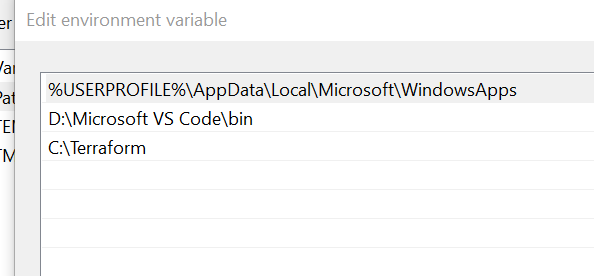 Edit environment variable
%USERPROFILE%\AppData\Local\Microsoft\WindowsApps
D:\Microsoft VS Code\bin
C:\Terraform